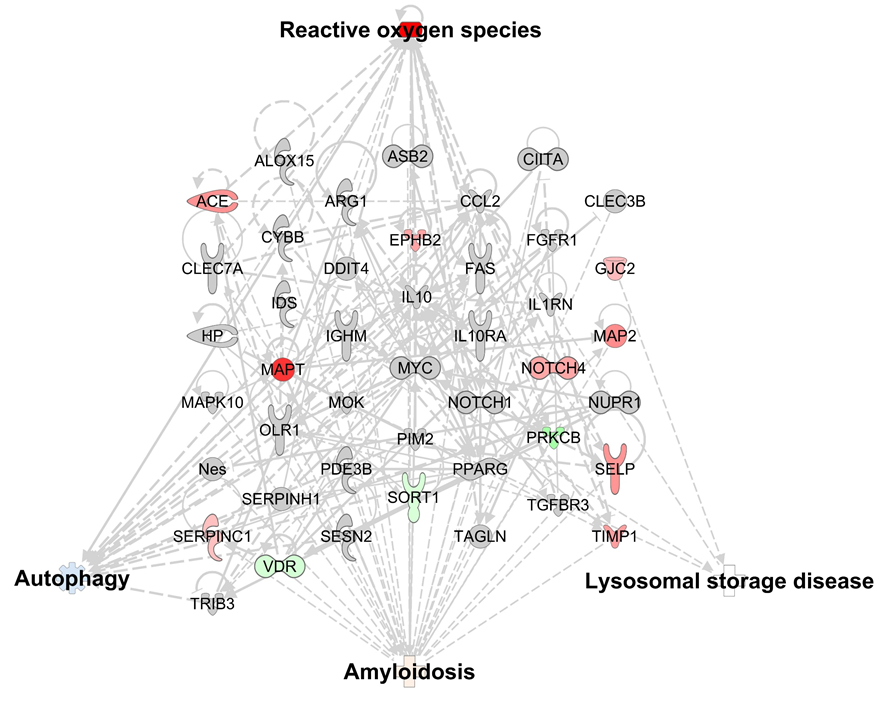 Reactive oxygen species
ALOX15
ASB2
CIITA
ACE
ARG1
CCL2
CLEC3B
CYBB
EPHB2
FGFR1
CLEC7A
DDIT4
FAS
GJC2
IDS
IL10
IL1RN
HP
IGHM
IL10RA
MAP2
MAPT
MYC
NOTCH4
MAPK10
MOK
NOTCH1
NUPR1
OLR1
PIM2
PRKCB
Nes
PDE3B
PPARG
SELP
SERPINH1
SORT1
TGFBR3
SERPINC1
SESN2
TAGLN
TIMP1
VDR
Autophagy
Lysosomal storage disease
TRIB3
Amyloidosis